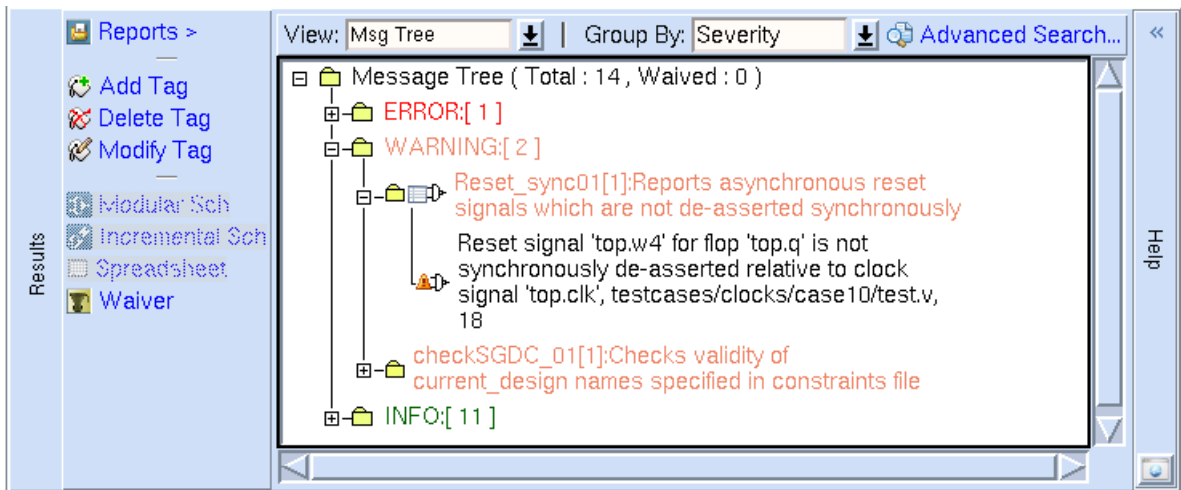 Results
Reports >
Add Tag
Delete Tag
Modify Tag
Modular Sch
Incremental Sch
Spreadsheet
Waiver
View: Msg Tree | Group By: Severity Advanced Search...
Message Tree ( Total : 14 , Waived : 0 )
ERROR:[ 1 ]
WARNING:[ 2 ]
Reset_sync01[1]:Reports asynchronous reset
signals which are not de-asserted synchronously
Reset signal 'top.w4' for flop 'top.q' is not
synchronously de-asserted relative to clock
signal 'top.clk', testcases/clocks/case10/test.v,
18
checkSGDC_01[1]:Checks validity of
current_design names specified in constraints file
INFO:[ 11 ]
«
Help